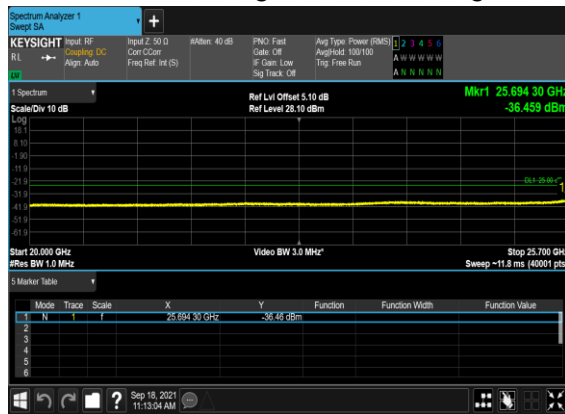 Spectrum Analyzer 1
Swept SA
+
KEYSIGHT Input: RF Input Z: 50 Ω #Atten: 40 dB PNO: Fast Avg Type: Power (RMS) 1 2 3 4 5 6
RL Coupling: DC Corr CCorr Gate: Off Avg|Hold: 100/100 A W W W W W
Align: Auto Freq Ref: Int (S) IF Gain: Low Trig: Free Run
Sig Track: Off A N N N N N
LW
1 Spectrum Ref Lvl Offset 5.10 dB Mkr1 25.694 30 GHz
Scale/Div 10 dB Ref Level 28.10 dBm -36.459 dBm
Log
18.1
8.10
-1.90
-11.9
-21.9 DL1 -25.00
-31.9 1
-41.9
-51.9
-61.9
Start 20.000 GHz Video BW 3.0 MHz* Stop 25.700 GHz
#Res BW 1.0 MHz Sweep ~11.8 ms (40001 pts)
5 Marker Table
Mode Trace Scale X Y Function Function Width Function Value
1 N 1 f 25.694 30 GHz -36.46 dBm
2
3
4
5
6
? Sep 18, 2021
11:13:04 AM